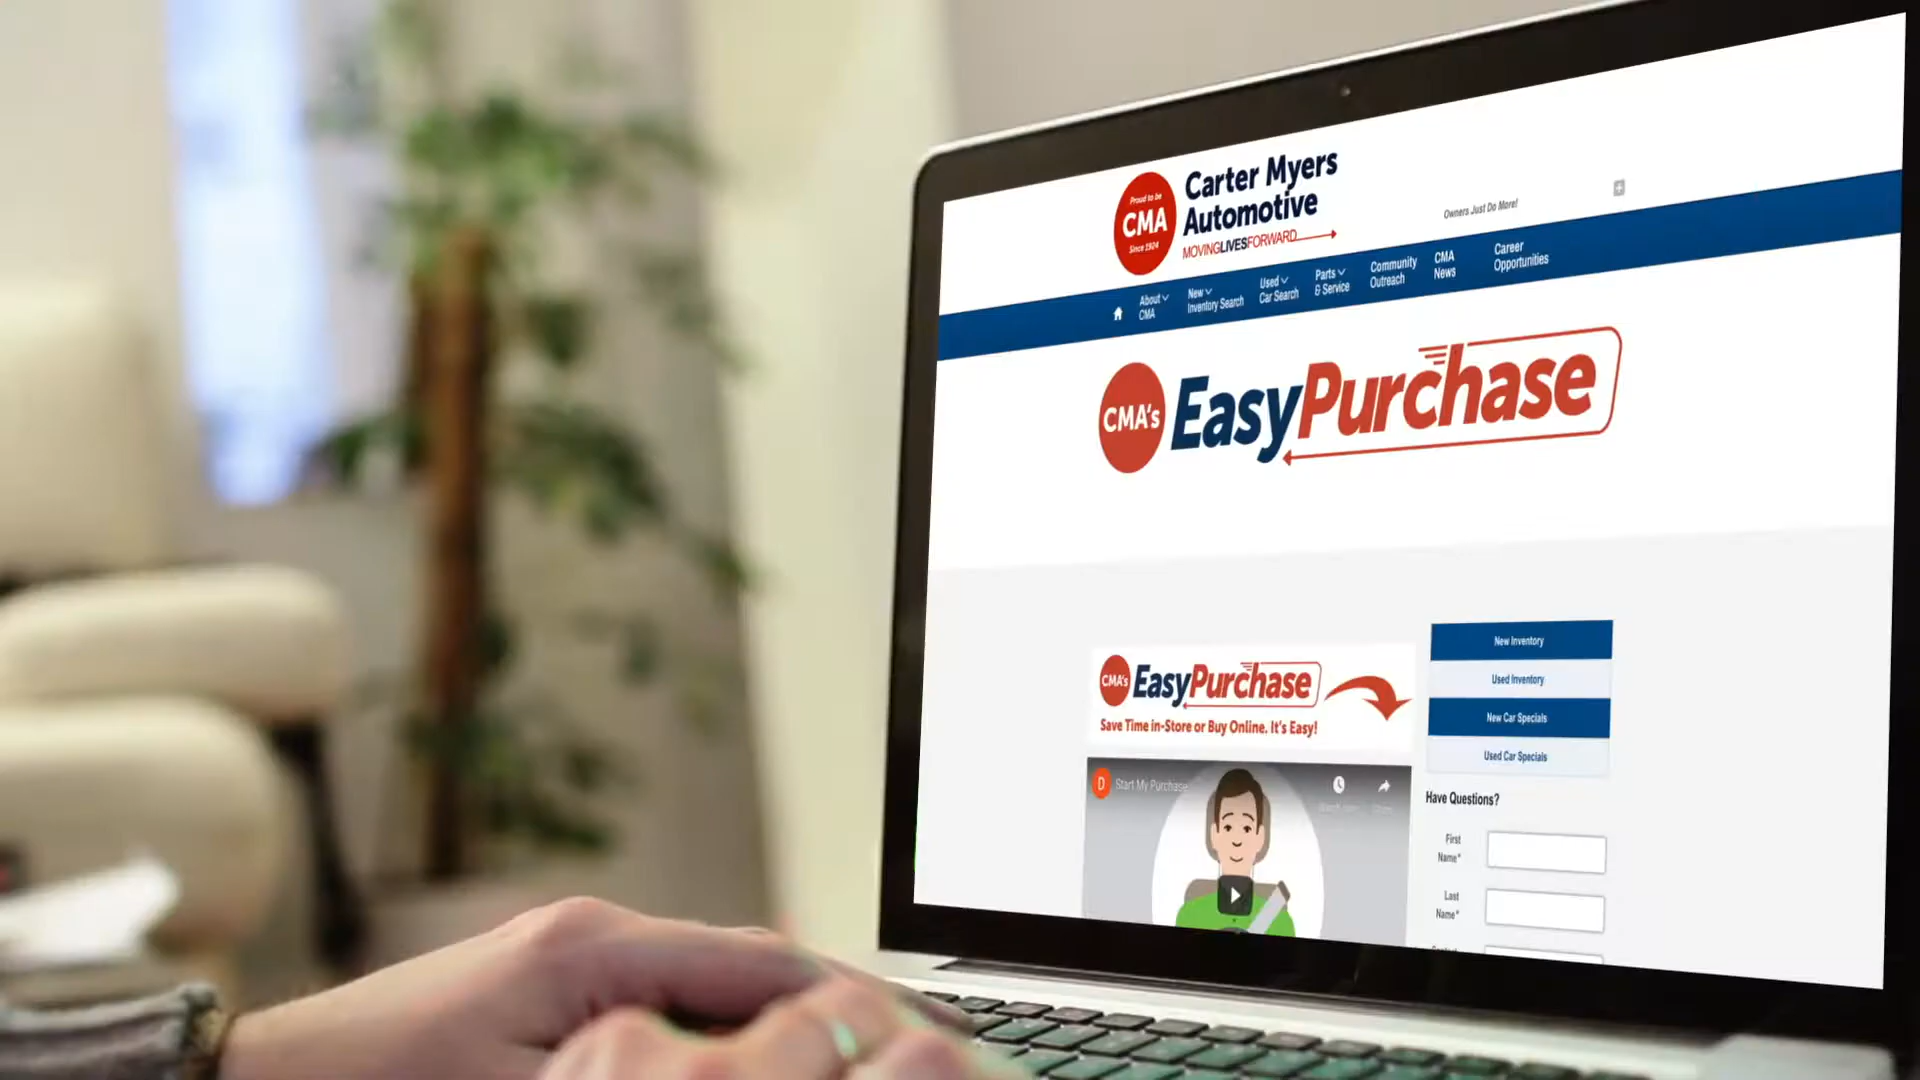 Proud to be
CMA
Since 1924
Carter Myers
Automotive
MOVINGLIVESFORWARD
Owners Just Do More!
About
CMA
New
Inventory Search
Used
Car Search
Parts
& Service
Community
Outreach
CMA
News
Career
Opportunities
CMA's
EasyPurchase
CMA's
EasyPurchase
Save Time in-Store or Buy Online. It's Easy!
D
Start My Purchase
New Inventory
Used Inventory
New Car Specials
Used Car Specials
Have Questions?
First
Name*
Last
Name*